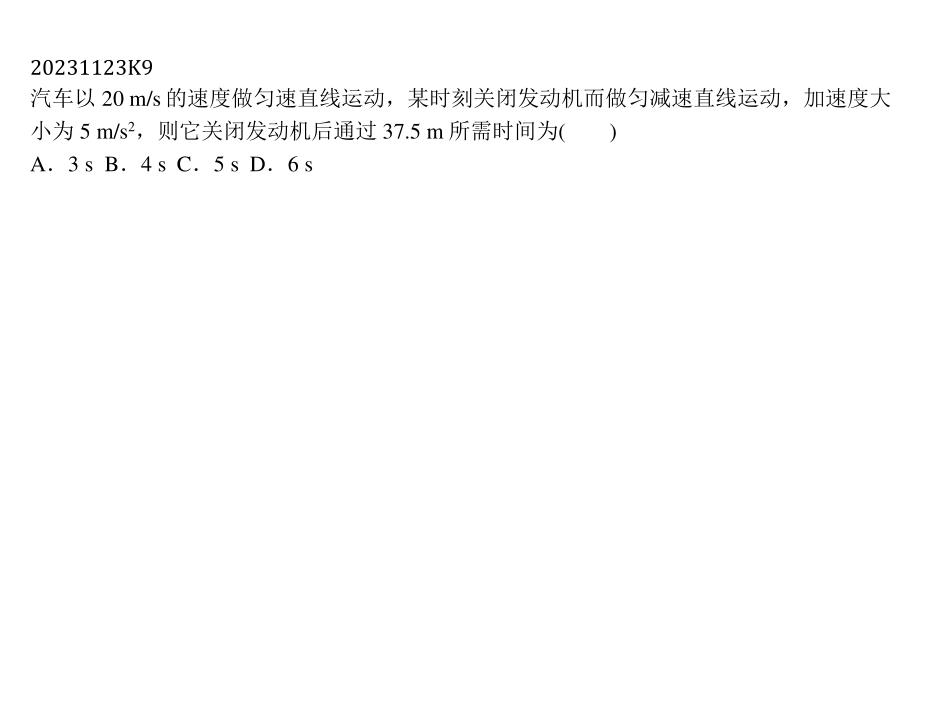 20231123K9
汽车以 20 m/s 的速度做匀速直线运动，某时刻关闭发动机而做匀减速直线运动，加速度大
小为 5 m/s²，则它关闭发动机后通过 37.5 m 所需时间为(　　)
A．3 s B．4 s C．5 s D．6 s